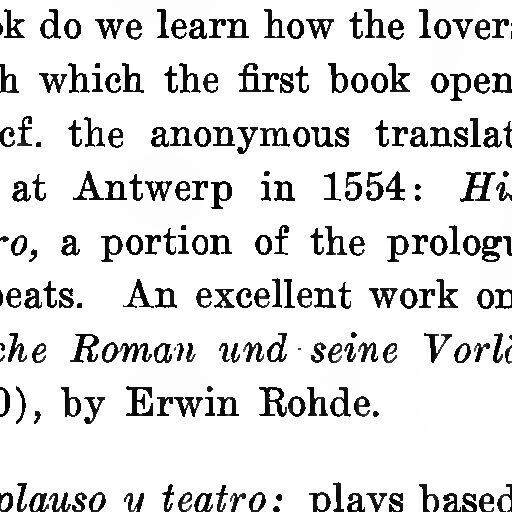 k do we learn how the lovers
h which the first book open
cf. the anonymous translat
at Antwerp in 1554: His
ro, a portion of the prologu
peats. An excellent work on
che Roman und seine Vorlä
0), by Erwin Rohde.
plauso y teatro: plays based